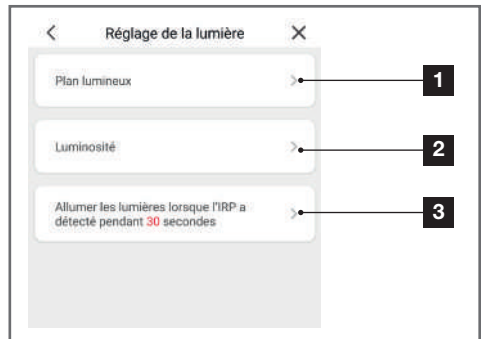 Réglage de la lumière
Plan lumineux
1
Luminosité
2
Allumer les lumières lorsque l'IRP a
détecté pendant 30 secondes
3